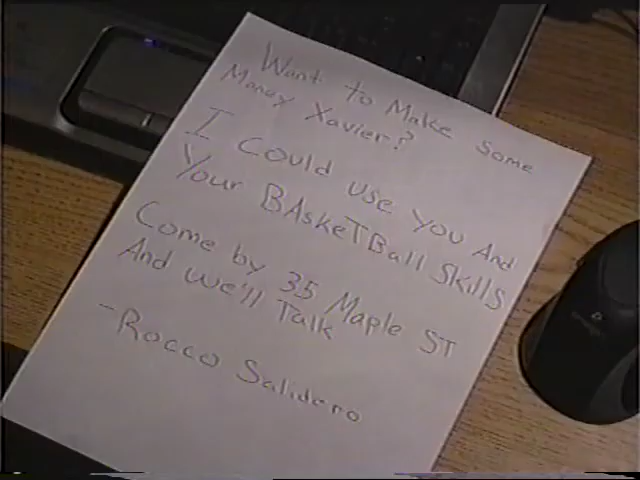 Want to Make Some
Money Xavier?
I Could use You And
Your BAskeTBall Skills
Come by 35 Maple ST
And we'll Talk
-Rocco Salidero